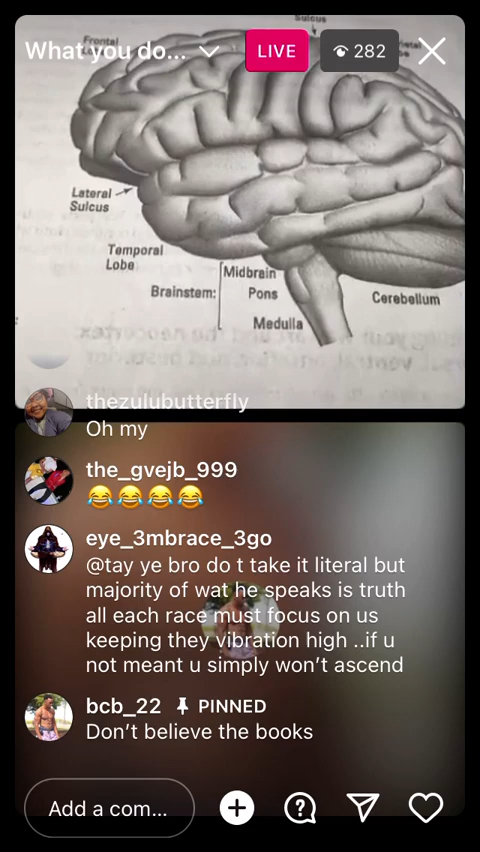 Sulcus
Frontal
What you do...
LIVE
282
Lateral
Sulcus
Temporal
Lobe
Midbrain
Brainstem:
Pons
Medulla
Cerebellum
thezulubutterfly
Oh my
the_gvejb_999
😂😂😂😂
eye_3mbrace_3go
@tay ye bro do t take it literal but
majority of wat he speaks is truth
all each race must focus on us
keeping they vibration high ..if u
not meant u simply won’t ascend
bcb_22 PINNED
Don’t believe the books
Add a com...